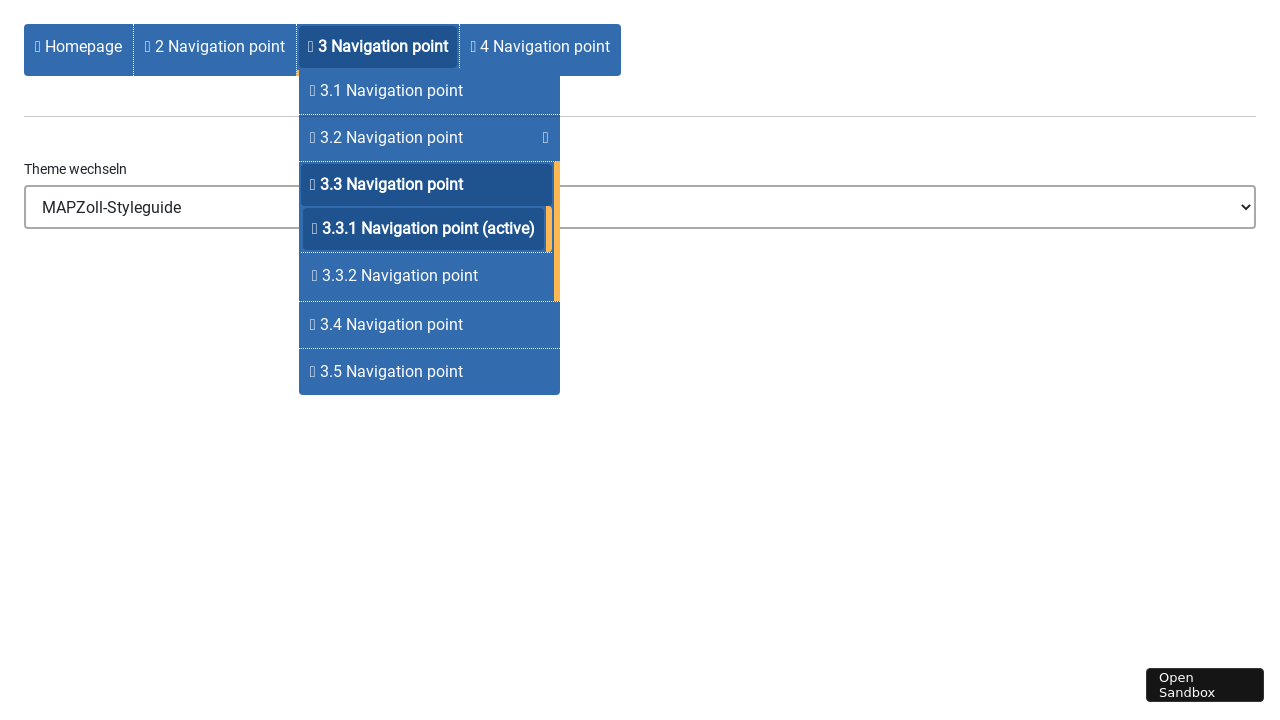 Homepage
2 Navigation point
3 Navigation point
4 Navigation point
3.1 Navigation point
3.2 Navigation point
3.3 Navigation point
3.3.1 Navigation point (active)
3.3.2 Navigation point
3.4 Navigation point
3.5 Navigation point
Theme wechseln
MAPZoll-Styleguide
Open
Sandbox